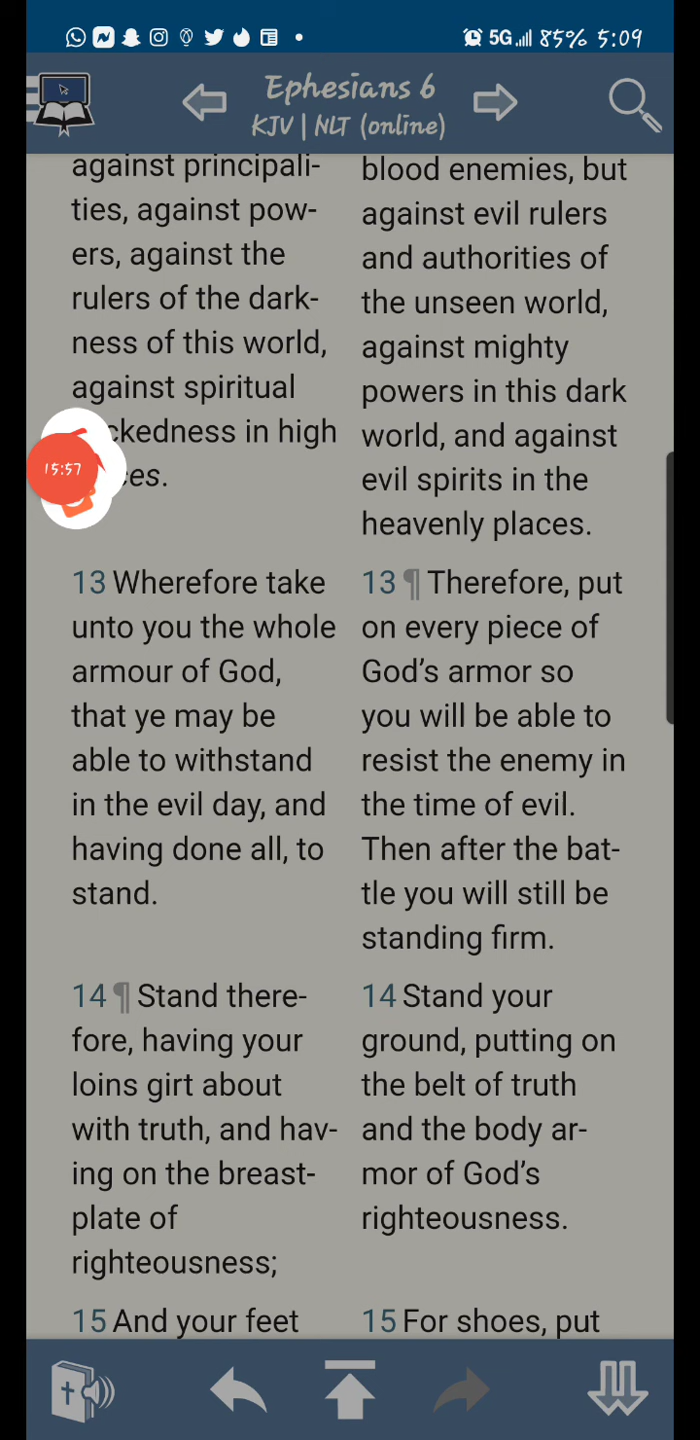 85% 5:09
5G
Ephesians 6
KJV | NLT (online)
against principali-
ties, against pow-
ers, against the
rulers of the dark-
ness of this world,
against spiritual
ckedness in high
es.
15:57
13 Wherefore take
unto you the whole
armour of God,
that ye may be
able to withstand
in the evil day, and
having done all, to
stand.
14 ¶ Stand there-
fore, having your
loins girt about
with truth, and hav-
ing on the breast-
plate of
righteousness;
15 And your feet
blood enemies, but
against evil rulers
and authorities of
the unseen world,
against mighty
powers in this dark
world, and against
evil spirits in the
heavenly places.
13 ¶ Therefore, put
on every piece of
God’s armor so
you will be able to
resist the enemy in
the time of evil.
Then after the bat-
tle you will still be
standing firm.
14 Stand your
ground, putting on
the belt of truth
and the body ar-
mor of God’s
righteousness.
15 For shoes, put